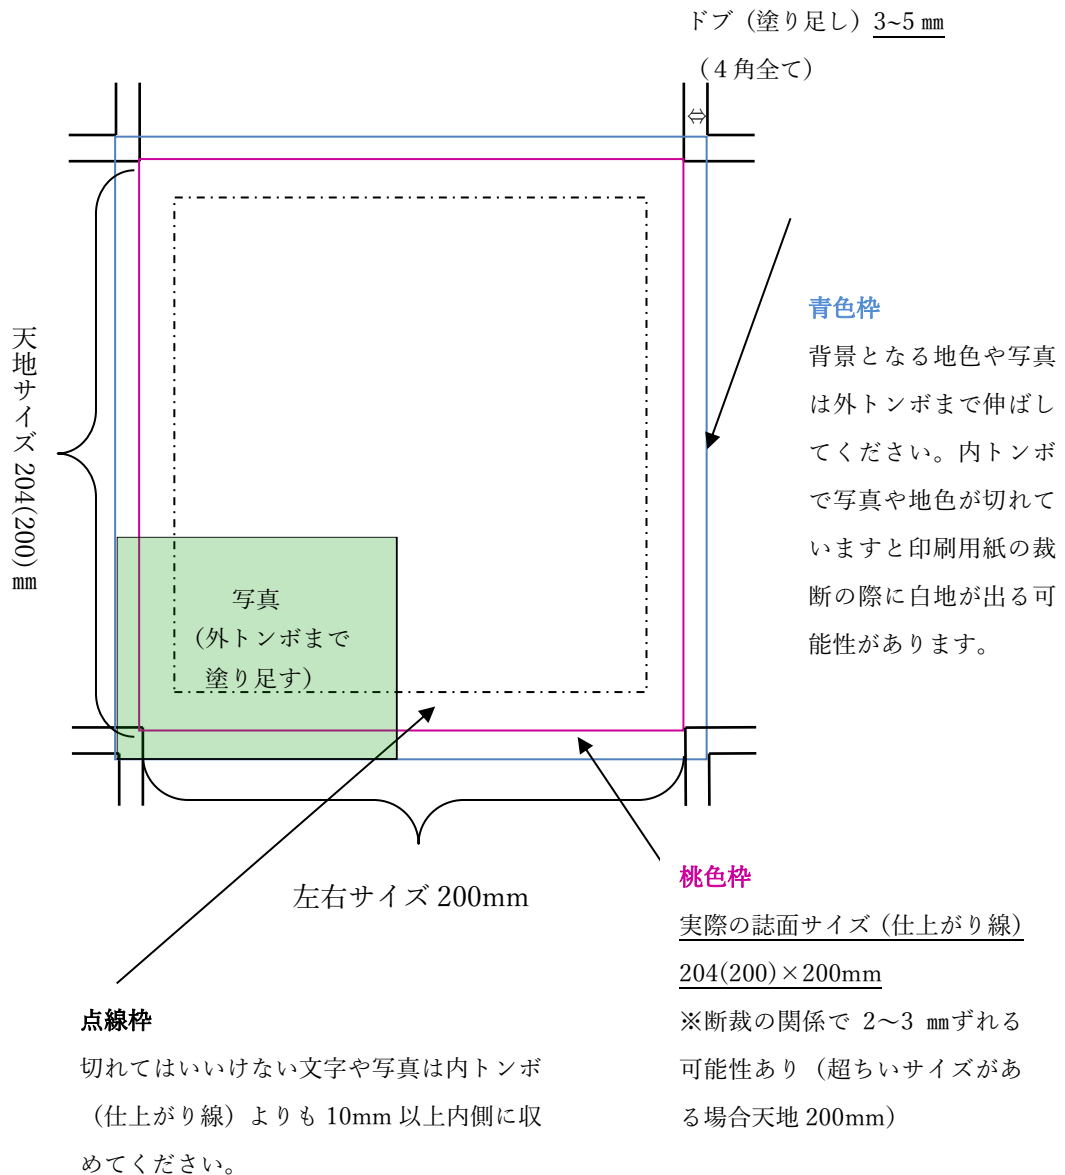 ドブ（塗り足し）3~5 ㎜
（４角全て）
天地サイズ 204(200)㎜
青色枠
背景となる地色や写真
は外トンボまで伸ばし
てください。内トンボ
で写真や地色が切れて
いますと印刷用紙の裁
断の際に白地が出る可
能性があります。
写真
（外トンボまで
塗り足す）
左右サイズ 200mm
桃色枠
実際の誌面サイズ（仕上がり線）
204(200)×200mm
※断裁の関係で 2～3 ㎜ずれる
可能性あり（超ちいサイズがあ
る場合天地 200mm）
点線枠
切れてはいいけない文字や写真は内トンボ
（仕上がり線）よりも 10mm 以上内側に収
めてください。